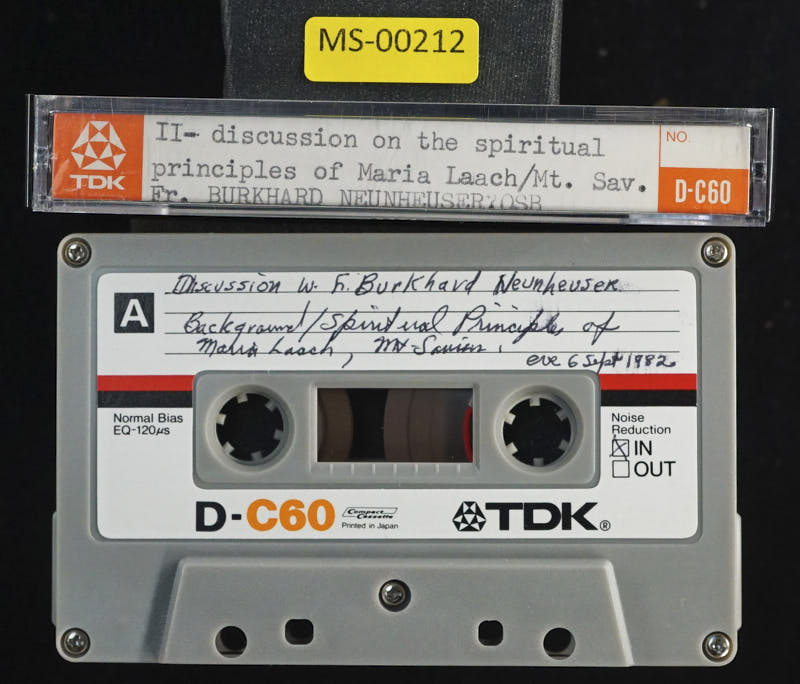 MS-00212
II- discussion on the spiritual
principles of Maria Laach/Mt. Sav.
Fr. BURKHARD NEUNHEUSER, OSB
TDK
NO.
D-C60
A
Discussion w. Fr. Burkhard Neunheuser
Background/Spiritual Principles of
Maria Laach, Mt-Savior.
eve 6 Sept 1982
Normal Bias
EQ-120μs
Noise
Reduction
IN
OUT
D-C60
Compact
Cassette
Printed in Japan
TDK®